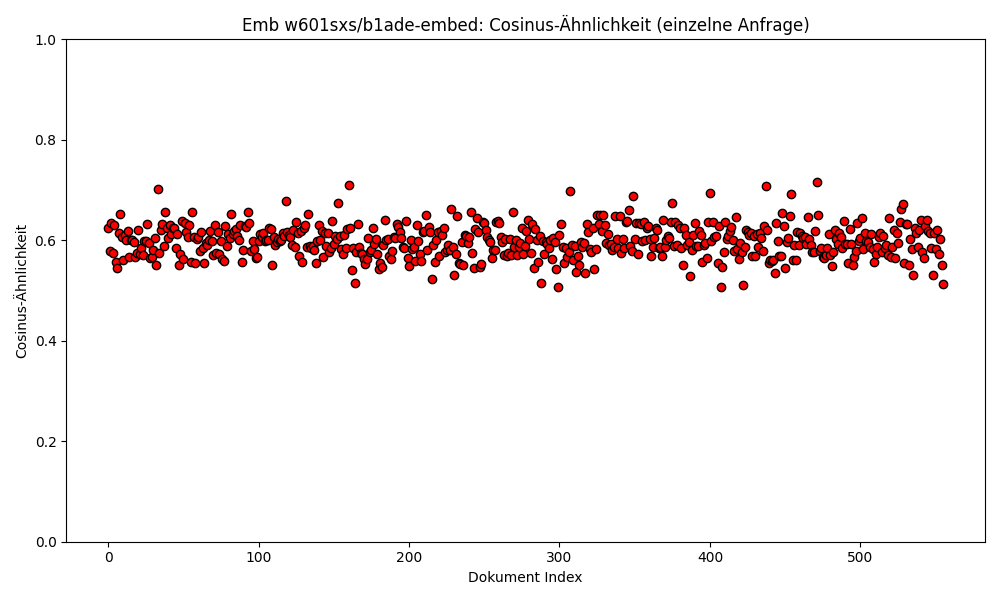 Emb w601sxs/b1ade-embed: Cosinus-Ähnlichkeit (einzelne Anfrage)
1.0
0.8
0.6
0.4
0.2
0.0
Cosinus-Ähnlichkeit
0 100 200 300 400 500
Dokument Index